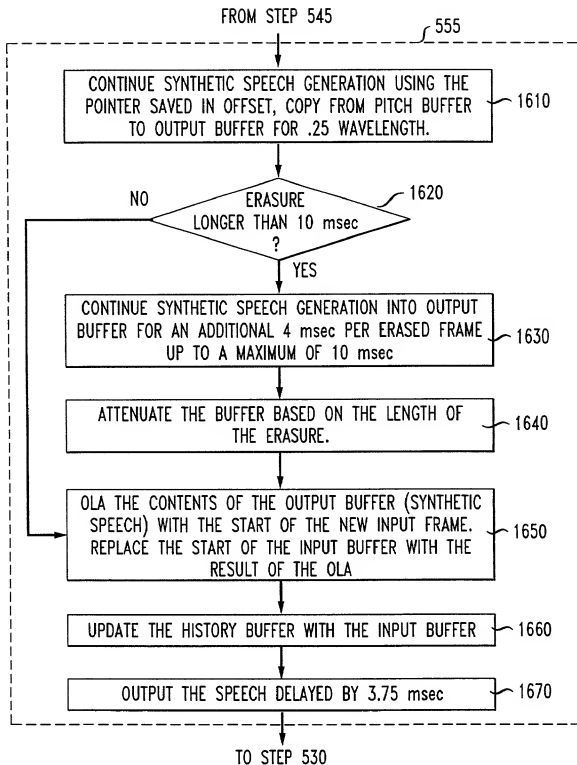 FROM STEP 545
555
CONTINUE SYNTHETIC SPEECH GENERATION USING THE
POINTER SAVED IN OFFSET, COPY FROM PITCH BUFFER
TO OUTPUT BUFFER FOR .25 WAVELENGTH.
1610
NO
ERASURE
LONGER THAN 10 msec
?
1620
YES
CONTINUE SYNTHETIC SPEECH GENERATION INTO OUTPUT
BUFFER FOR AN ADDITIONAL 4 msec PER ERASED FRAME
UP TO A MAXIMUM OF 10 msec
1630
ATTENUATE THE BUFFER BASED ON THE LENGTH OF
THE ERASURE.
1640
OLA THE CONTENTS OF THE OUTPUT BUFFER (SYNTHETIC
SPEECH) WITH THE START OF THE NEW INPUT FRAME.
REPLACE THE START OF THE INPUT BUFFER WITH THE
RESULT OF THE OLA
1650
UPDATE THE HISTORY BUFFER WITH THE INPUT BUFFER
1660
OUTPUT THE SPEECH DELAYED BY 3.75 msec
1670
TO STEP 530